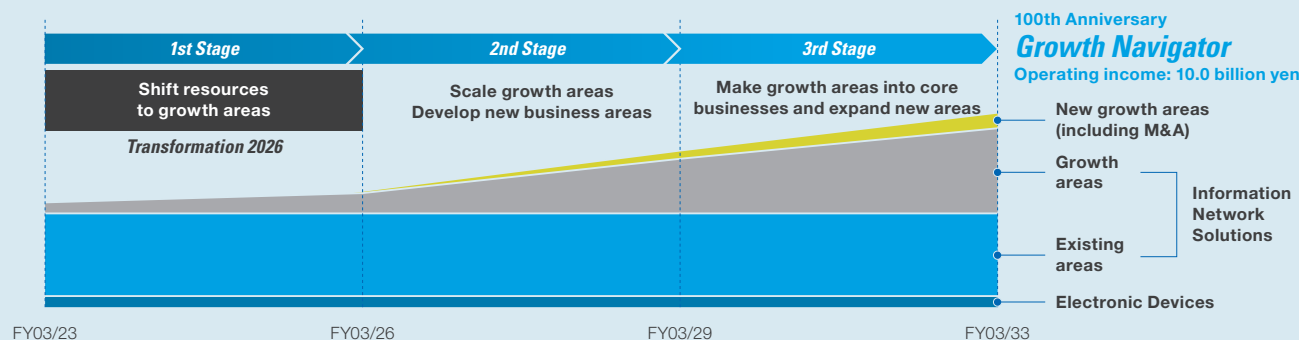 1st Stage
2nd Stage
3rd Stage
100th Anniversary
Growth Navigator
Operating income: 10.0 billion yen
Shift resources
to growth areas
Transformation 2026
Scale growth areas
Develop new business areas
Make growth areas into core
businesses and expand new areas
New growth areas
(including M&A)
Growth
areas
Existing
areas
Information
Network
Solutions
Electronic Devices
FY03/23
FY03/26
FY03/29
FY03/33